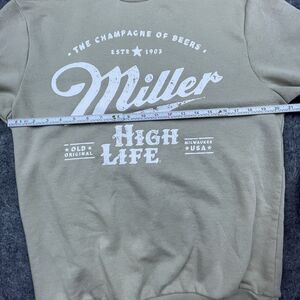 THE CHAMPAGNE OF BEERS
ESTD 1903
Miller
HIGH
LIFE
OLD
ORIGINAL
MILWAUKEE
USA